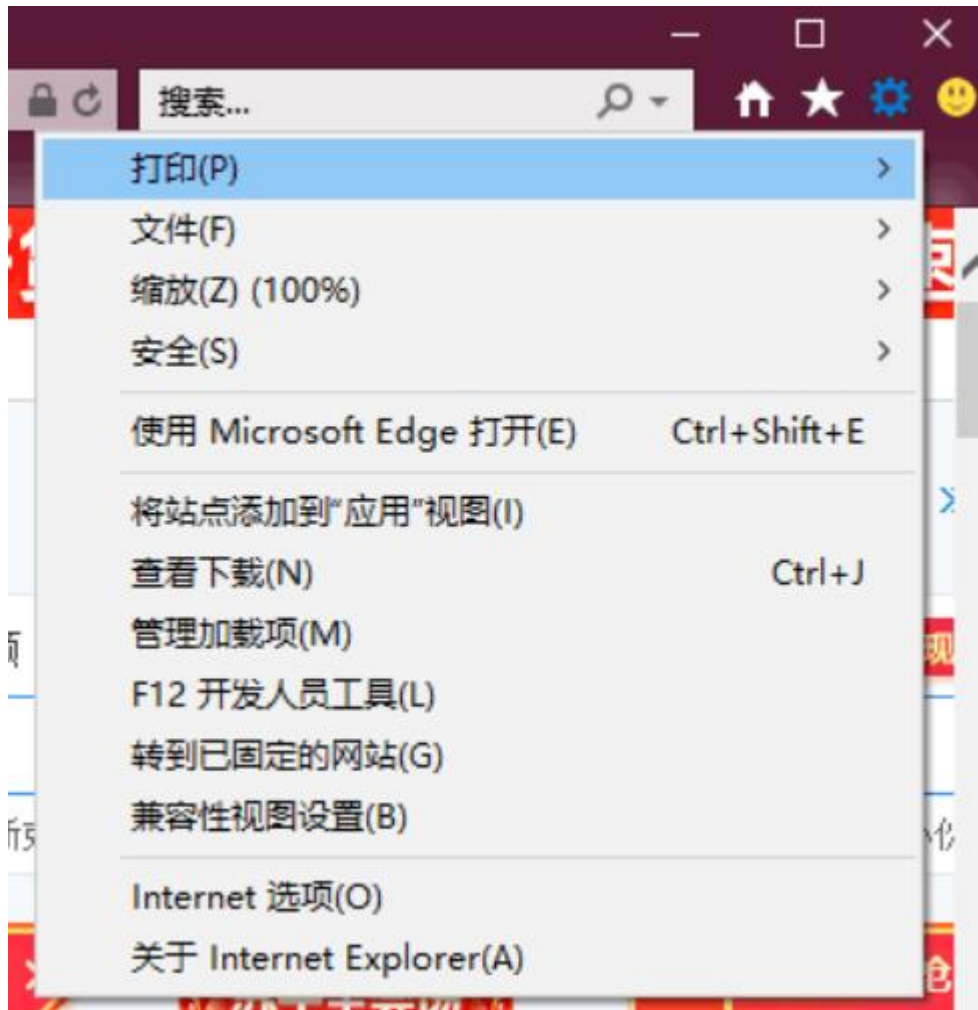 搜索...
打印(P)
文件(F)
缩放(Z) (100%)
安全(S)
使用 Microsoft Edge 打开(E) Ctrl+Shift+E
将站点添加到“应用”视图(I)
查看下载(N) Ctrl+J
管理加载项(M)
F12 开发人员工具(L)
转到已固定的网站(G)
兼容性视图设置(B)
Internet 选项(O)
关于 Internet Explorer(A)